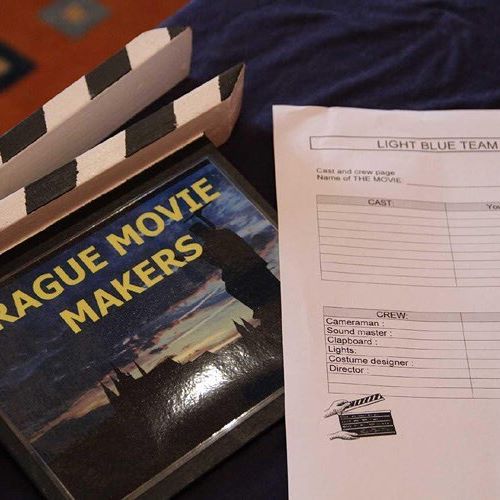 RAGUE MOVIE
MAKERS
LIGHT BLUE TEAM
Cast and crew page
Name of THE MOVIE:
CAST:
You
CREW:
Cameraman :
Sound master :
Clapboard :
Lights:
Costume designer :
Director :